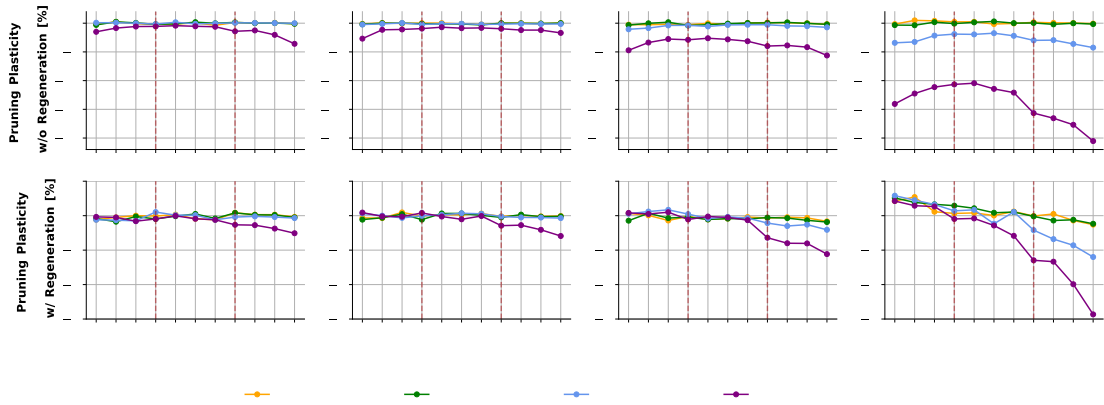 Pruning Plasticity
w/o Regeneration [%]
Pruning Plasticity
w/ Regeneration [%]